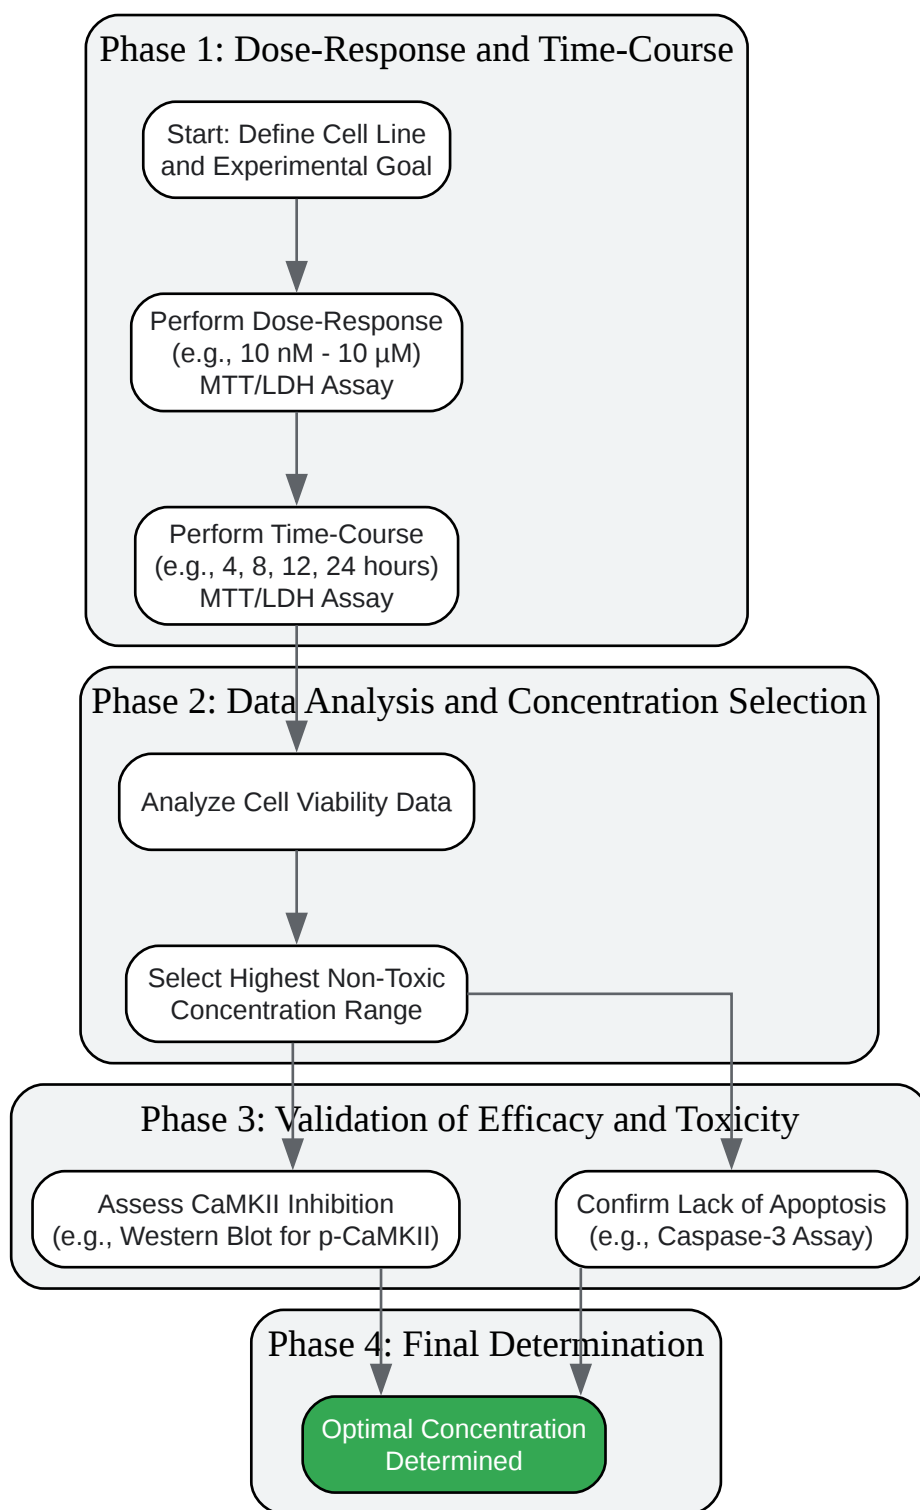 Phase 1: Dose-Response and Time-Course
Start: Define Cell Line
and Experimental Goal
Perform Dose-Response
(e.g., 10 nM - 10 µM)
MTT/LDH Assay
Perform Time-Course
(e.g., 4, 8, 12, 24 hours)
MTT/LDH Assay
Phase 2: Data Analysis and Concentration Selection
Analyze Cell Viability Data
Select Highest Non-Toxic
Concentration Range
Phase 3: Validation of Efficacy and Toxicity
Assess CaMKII Inhibition
(e.g., Western Blot for p-CaMKII)
Confirm Lack of Apoptosis
(e.g., Caspase-3 Assay)
Phase 4: Final Determination
Optimal Concentration
Determined